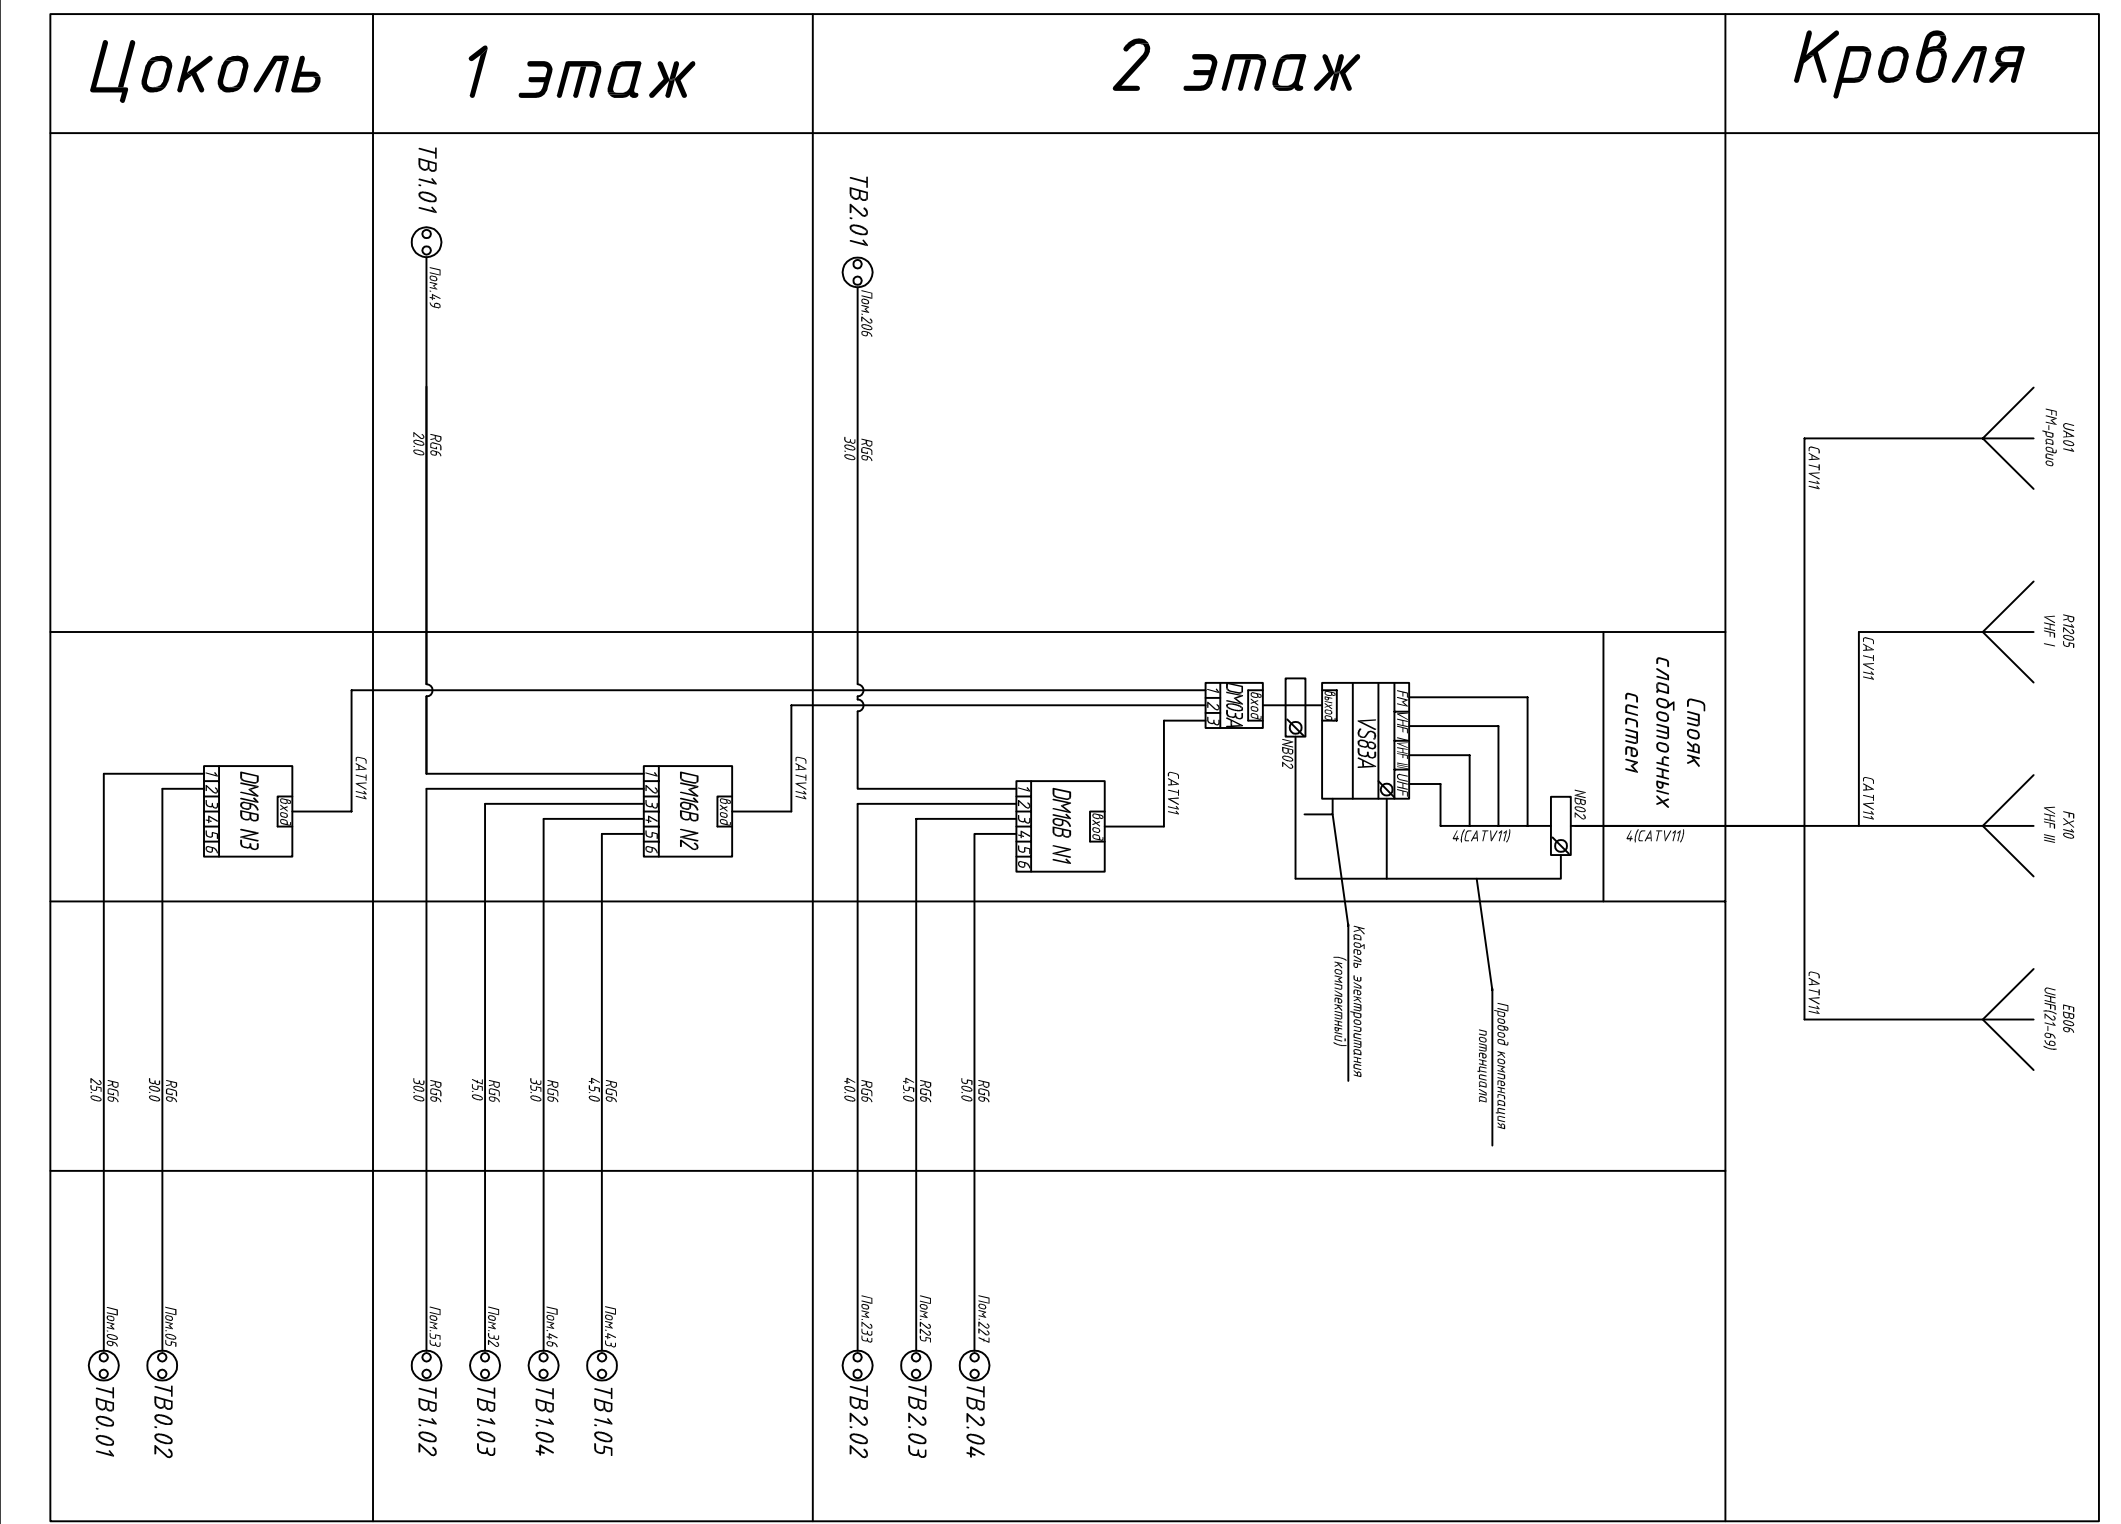 Цоколь
1 этаж
2 этаж
Кровля
ТВ1.01
Пом.49
RG6
20.0
ТВ2.01
Пом.206
RG6
30.0
UA01
FM-радио
CATV11
R1205
VHF I
CATV11
FX10
VHF III
CATV11
EB06
UHF(21-69)
CATV11
Стояк
слаботочных
систем
4(CATV11)
4(CATV11)
NB02
FM
VHF I
VHF III
UHF
VS83A
Выход
NB02
Вход
DM03A
1
2
3
CATV11
Вход
DM16B N1
1
2
3
4
5
6
CATV11
Вход
DM16B N2
1
2
3
4
5
6
CATV11
Вход
DM16B N3
1
2
3
4
5
6
Кабель электропитания
(комплектный)
Провод компенсация
потенциала
RG6
25.0
RG6
30.0
RG6
30.0
RG6
75.0
RG6
35.0
RG6
45.0
RG6
40.0
RG6
45.0
RG6
50.0
Пом.06
ТВ0.01
Пом.05
ТВ0.02
Пом.53
ТВ1.02
Пом.32
ТВ1.03
Пом.46
ТВ1.04
Пом.43
ТВ1.05
Пом.233
ТВ2.02
Пом.225
ТВ2.03
Пом.227
ТВ2.04